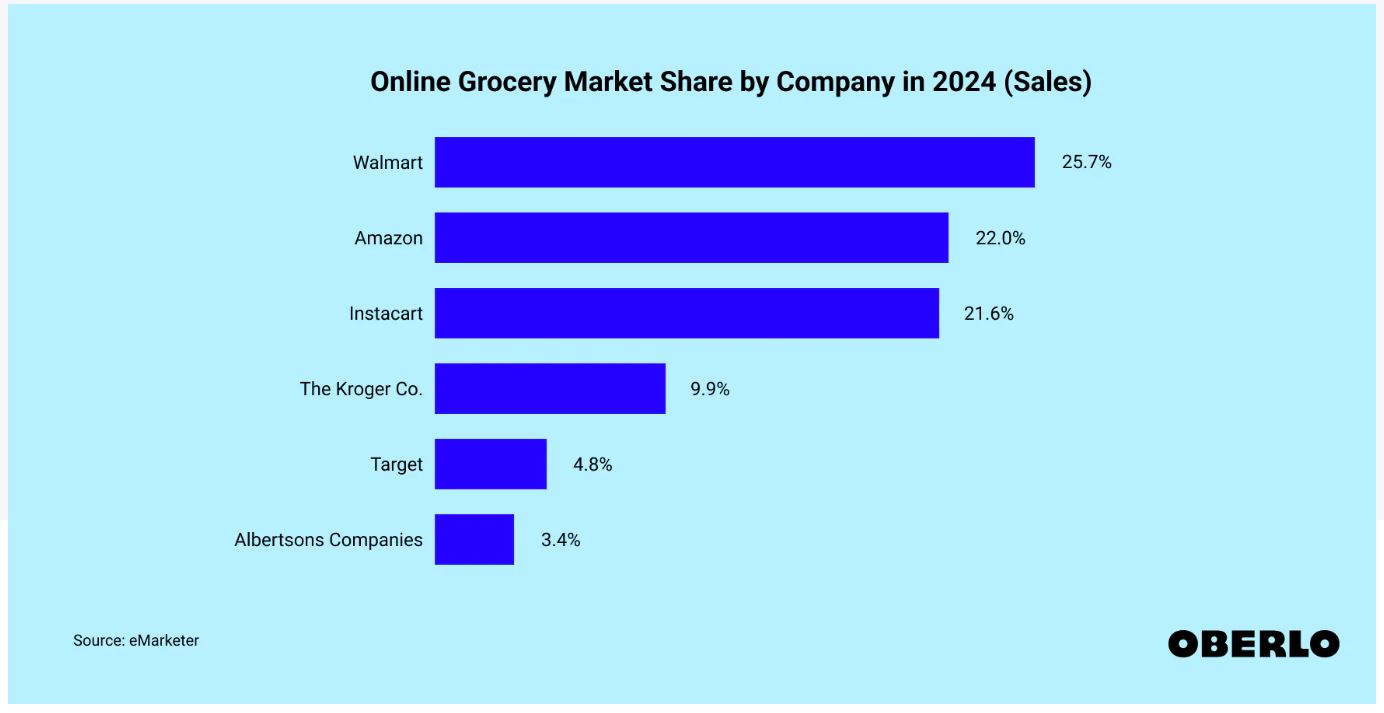 Online Grocery Market Share by Company in 2024 (Sales)
Walmart 25.7%
Amazon 22.0%
Instacart 21.6%
The Kroger Co. 9.9%
Target 4.8%
Albertsons Companies 3.4%
Source: eMarketer
OBERLO